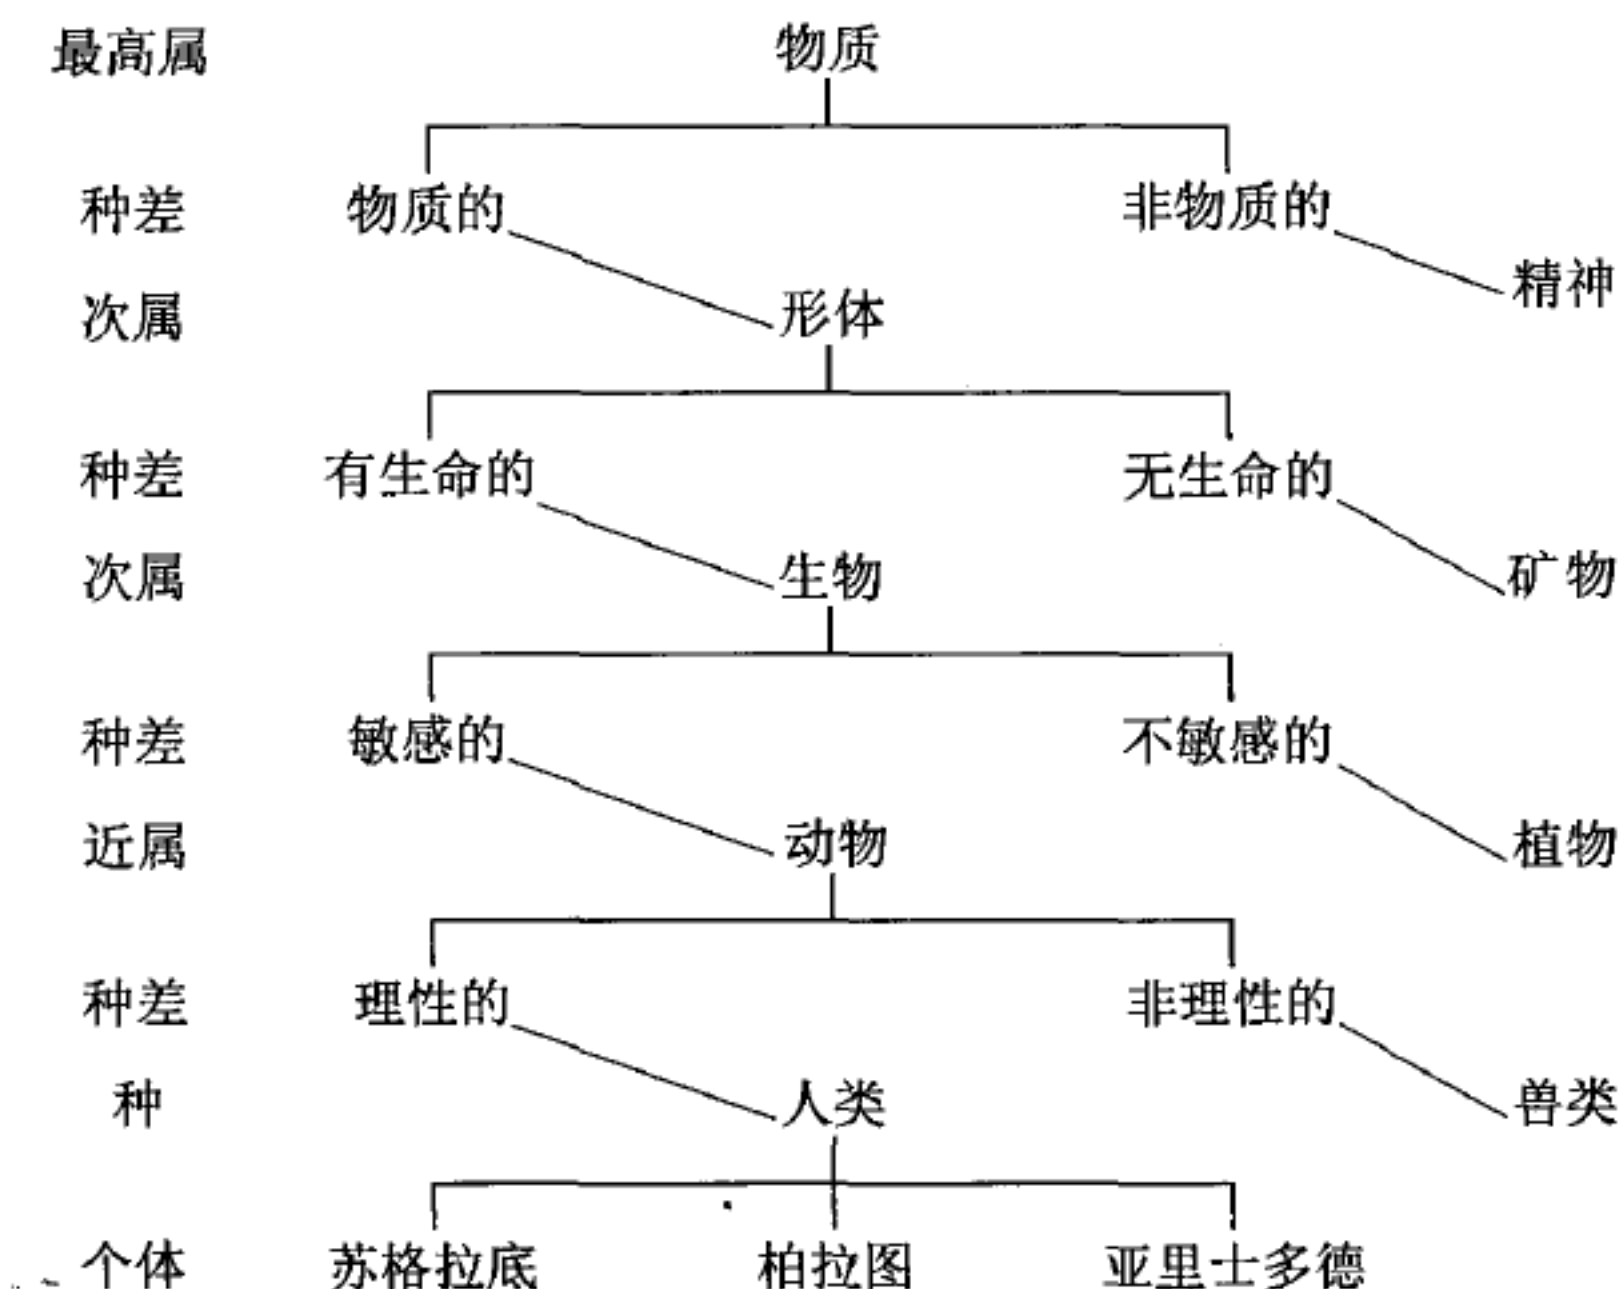 最高属 物质
种差 物质的 非物质的
精神
次属 形体
种差 有生命的 无生命的
次属 生物 矿物
种差 敏感的 不敏感的
近属 动物 植物
种差 理性的 非理性的
种 人类 兽类
个体 苏格拉底 柏拉图 亚里士多德